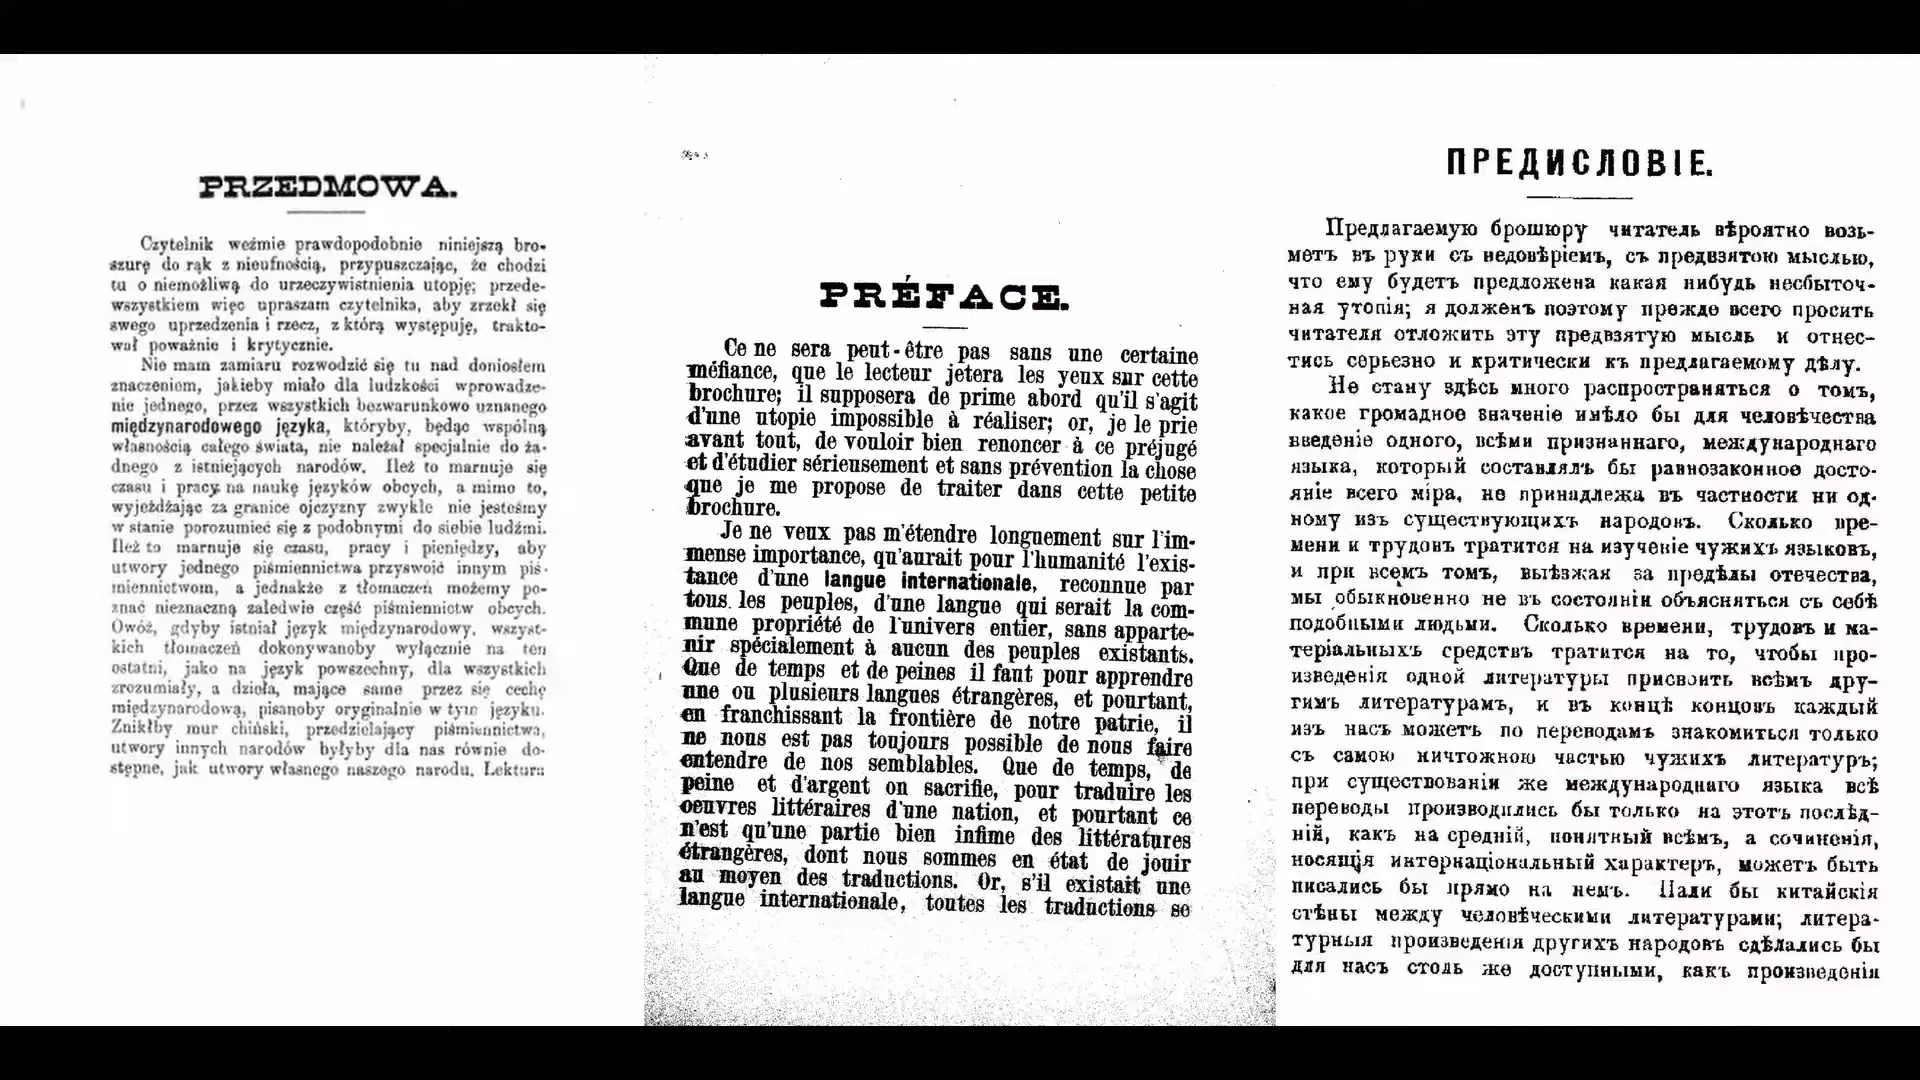 PRZEDMOWA.
Czytelnik weźmie prawdopodobnie niniejszą bro-
szurę do rąk z nieufnością, przypuszczając, że chodzi
tu o niemożliwą do urzeczywistnienia utopję; przede-
wszystkiem więc upraszam czytelnika, aby zrzekł się
swego uprzedzenia i rzecz, z którą występuję, trakto-
wał poważnie i krytycznie.
Nie mam zamiaru rozwodzić się tu nad doniosłem
znaczeniem, jakieby miało dla ludzkości wprowadze-
nie jednego, przez wszystkich bezwarunkowo uznanego
międzynarodowego języka, któryby, będąc wspólną
własnością całego świata, nie należał specjalnie do ża-
dnego z istniejących narodów. Ileż to marnuje się
czasu i pracy na naukę języków obcych, a mimo to,
wyjeżdżając za granice ojczyzny zwykle nie jesteśmy
w stanie porozumieć się z podobnymi do siebie ludźmi.
Ileż to marnuje się czasu, pracy i pieniędzy, aby
utwory jednego piśmiennictwa przyswoić innym piś-
miennictwom, a jednakże z tłomaczeń możemy po-
znać nieznaczną zaledwie część piśmiennictw obcych.
Owóż, gdyby istniał język międzynarodowy, wszyst-
kich tłomaczeń dokonywanoby wyłącznie na ten
ostatni, jako na język powszechny, dla wszystkich
zrozumiały, a dzieła, mające same przez się cechę
międzynarodową, pisanoby oryginalnie w tym języku.
Znikłby mur chiński, przedzielający piśmiennictwa,
utwory innych narodów byłyby dla nas równie do-
stępne, jak utwory własnego naszego narodu. Lektura
PRÉFACE.
Ce ne sera peut-être pas sans une certaine
méfiance, que le lecteur jetera les yeux sur cette
brochure; il supposera de prime abord qu'il s'agit
d'une utopie impossible à réaliser; or, je le prie
avant tout, de vouloir bien renoncer à ce préjugé
et d'étudier sérieusement et sans prévention la chose
que je me propose de traiter dans cette petite
brochure.
Je ne veux pas m'étendre longuement sur l'im-
mense importance, qu'aurait pour l'humanité l'exis-
tance d'une langue internationale, reconnue par
tous les peuples, d'une langue qui serait la com-
mune propriété de l'univers entier, sans apparte-
nir spécialement à aucun des peuples existants.
Que de temps et de peines il faut pour apprendre
une ou plusieurs langues étrangères, et pourtant,
en franchissant la frontière de notre patrie, il
ne nous est pas toujours possible de nous faire
entendre de nos semblables. Que de temps, de
peine et d'argent on sacrifie, pour traduire les
oeuvres littéraires d'une nation, et pourtant ce
n'est qu'une partie bien infime des littératures
étrangères, dont nous sommes en état de jouir
au moyen des traductions. Or, s'il existait une
langue internationale, toutes les traductions se
ПРЕДИСЛОВІЕ.
Предлагаемую брошюру читатель вѣроятно возь-
метъ въ руки съ недовѣріемъ, съ предвзятою мыслью,
что ему будетъ предложена какая нибудь несбыточ-
ная утопія; я долженъ поэтому прежде всего просить
читателя отложить эту предвзятую мысль и отнес-
тись серьезно и кратически къ предлагаемому дѣлу.
Не стану здѣсь много распространяться о томъ,
какое громадное значеніе имѣло бы для человѣчества
введеніе одного, всѣми признаннаго, международнаго
языка, который составлялъ бы равнозаконное досто-
яніе всего міра, не принадлежа въ частности ни од-
ному изъ существующихъ народовъ. Сколько вре-
мени и трудовъ тратится на изученіе чужихъ языковъ,
и при всемъ томъ, выѣзжая за предѣлы отечества,
мы обыкновенно не въ состояніи объясняться съ себѣ
подобными людьми. Сколько времени, трудовъ и ма-
теріальныхъ средствъ тратится на то, чтобы про-
изведенія одной литературы присвоить всѣмъ дру-
гимъ литературамъ, и въ концѣ концовъ каждый
изъ насъ можетъ по переводамъ знакомиться только
съ самою ничтожною частью чужихъ литературъ;
при существованіи же международнаго языка всѣ
переводы производились бы только на этотъ послѣд-
ній, какъ на средній, понятный всѣмъ, а сочиненія,
носящія интернаціональный характеръ, можетъ быть
писались бы прямо на немъ. Пали бы китайскія
стѣны между человѣческими литературами; литера-
турныя произведенія другихъ народовъ сдѣлались бы
для насъ столь же доступными, какъ произведенія